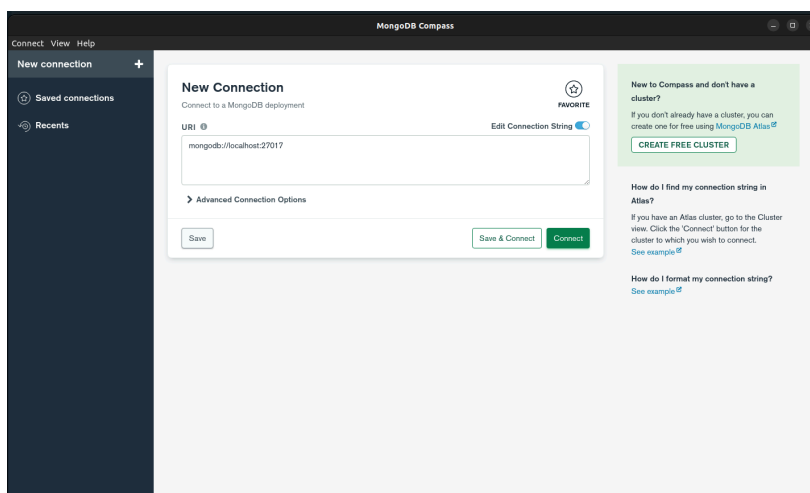 MongoDB Compass
Connect View Help
New connection
Saved connections
Recents
New Connection
Connect to a MongoDB deployment
FAVORITE
URI
Edit Connection String
mongodb://localhost:27017
Advanced Connection Options
Save
Save & Connect
Connect
New to Compass and don't have a
cluster?
If you don't already have a cluster, you can
create one for free using MongoDB Atlas
CREATE FREE CLUSTER
How do I find my connection string in
Atlas?
If you have an Atlas cluster, go to the Cluster
view. Click the 'Connect' button for the
cluster to which you wish to connect.
See example
How do I format my connection string?
See example